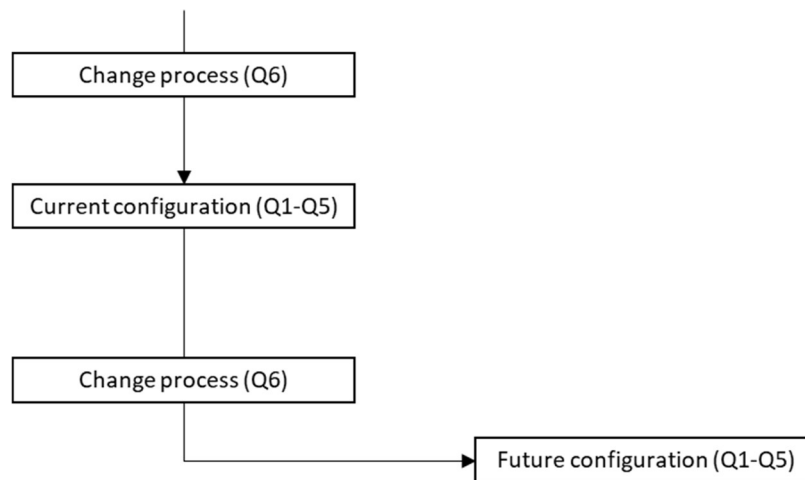 Change process (Q6)
Current configuration (Q1-Q5)
Change process (Q6)
Future configuration (Q1-Q5)